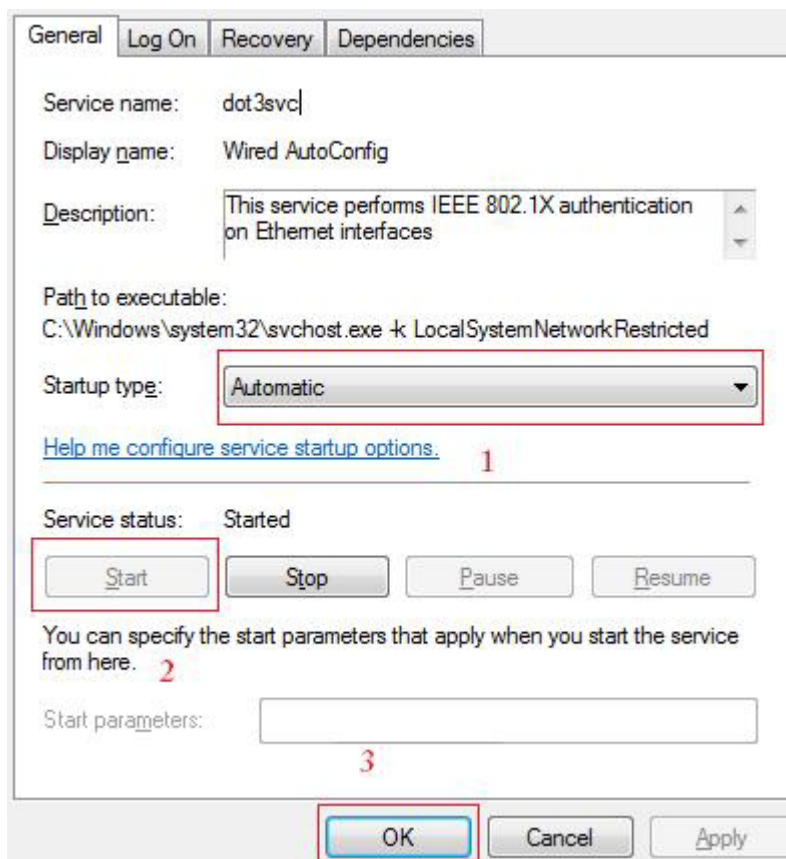 General Log On Recovery Dependencies
Service name: dot3svc
Display name: Wired AutoConfig
Description: This service performs IEEE 802.1X authentication
on Ethernet interfaces
Path to executable:
C:\Windows\system32\svchost.exe -k LocalSystemNetworkRestricted
Startup type: Automatic
Help me configure service startup options.
1
Service status: Started
Start Stop Pause Resume
You can specify the start parameters that apply when you start the service
from here.
2
Start parameters:
3
OK Cancel Apply